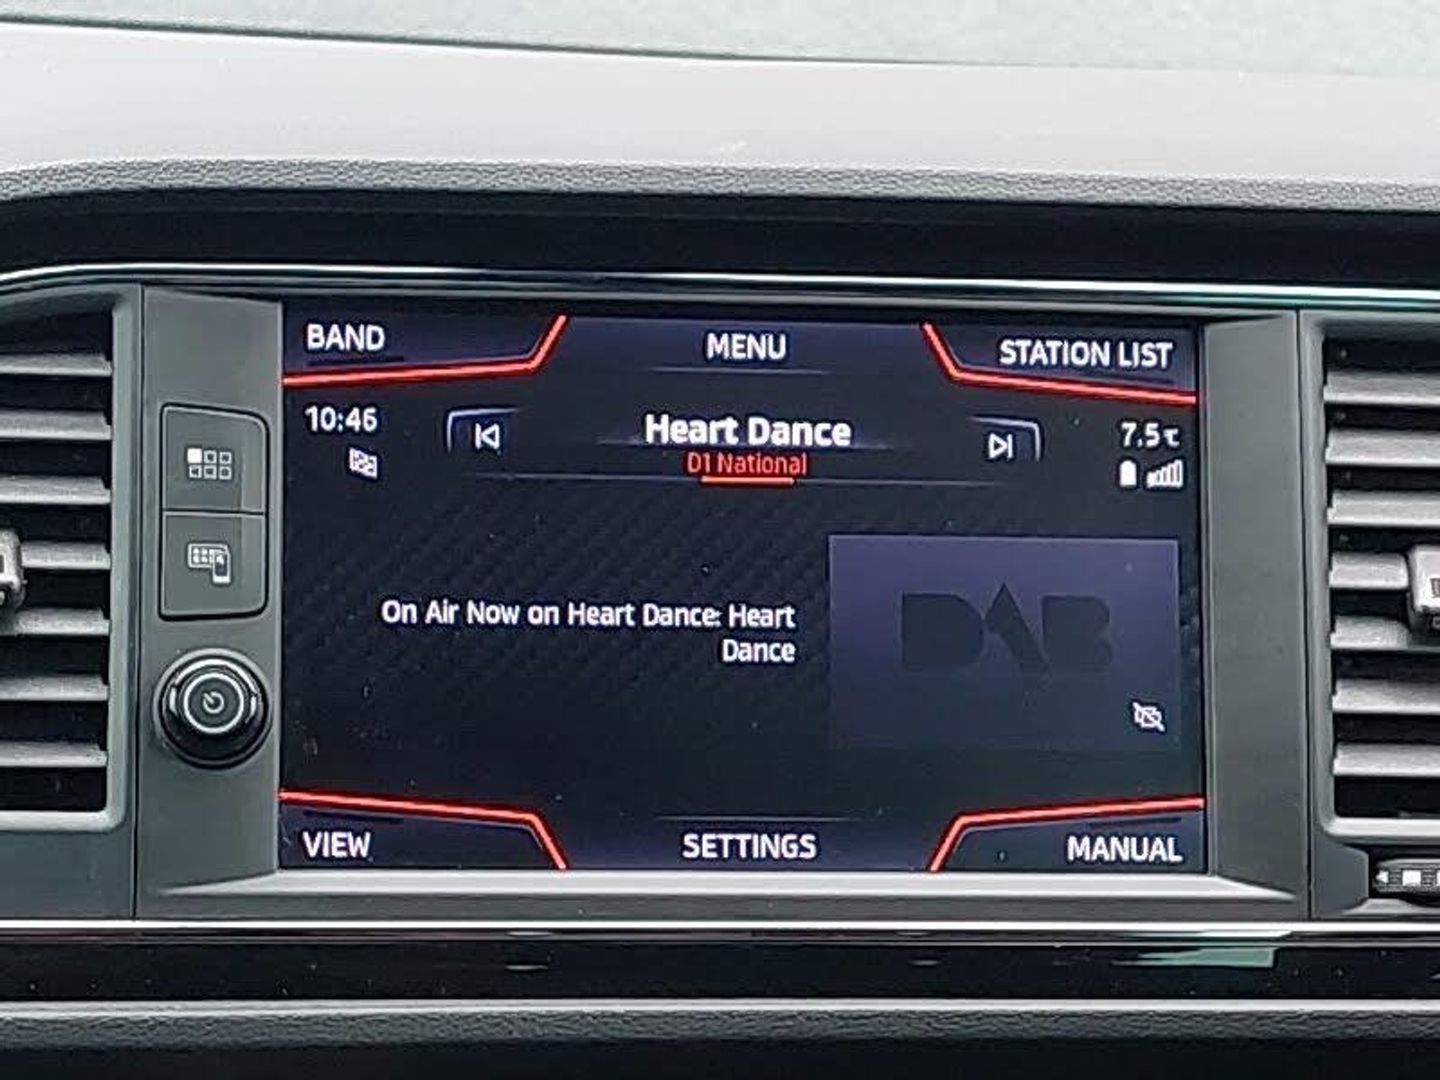 BAND
MENU
STATION LIST
10:46
Heart Dance
7.5°C
D1 National
On Air Now on Heart Dance: Heart
Dance
DAB
VIEW
SETTINGS
MANUAL